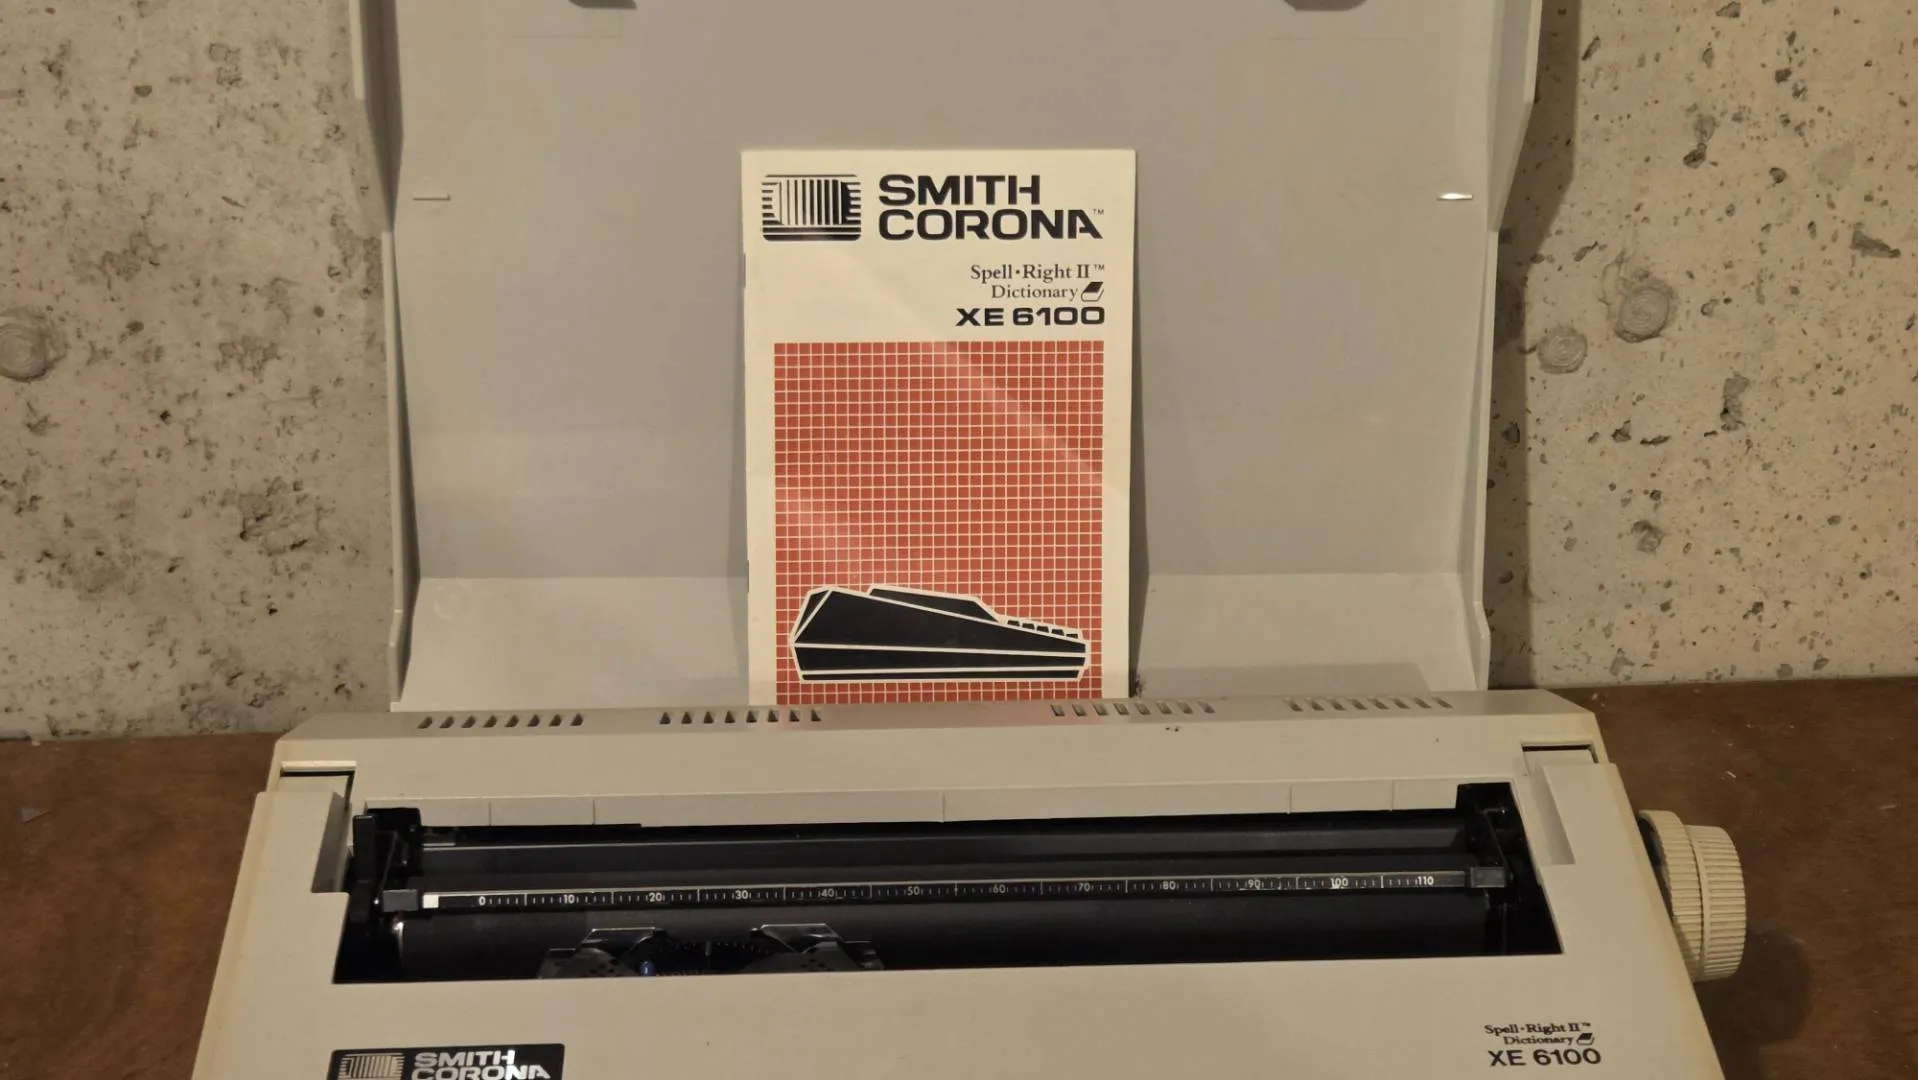 SMITH
CORONA™
Spell•Right II™
Dictionary
XE 6100
0 10 20 30 40 50 60 70 80 90 100 110
Spell•Right II™
Dictionary
XE 6100
SMITH
CORONA